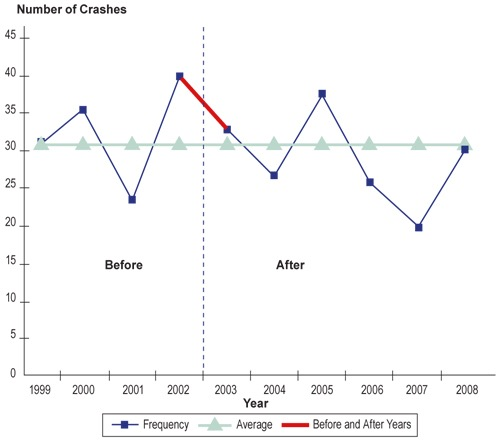 Number of Crashes
45
40
35
30
25
20
15
10
5
0
Before
After
1999 2000 2001 2002 2003 2004 2005 2006 2007 2008
Year
Frequency Average Before and After Years